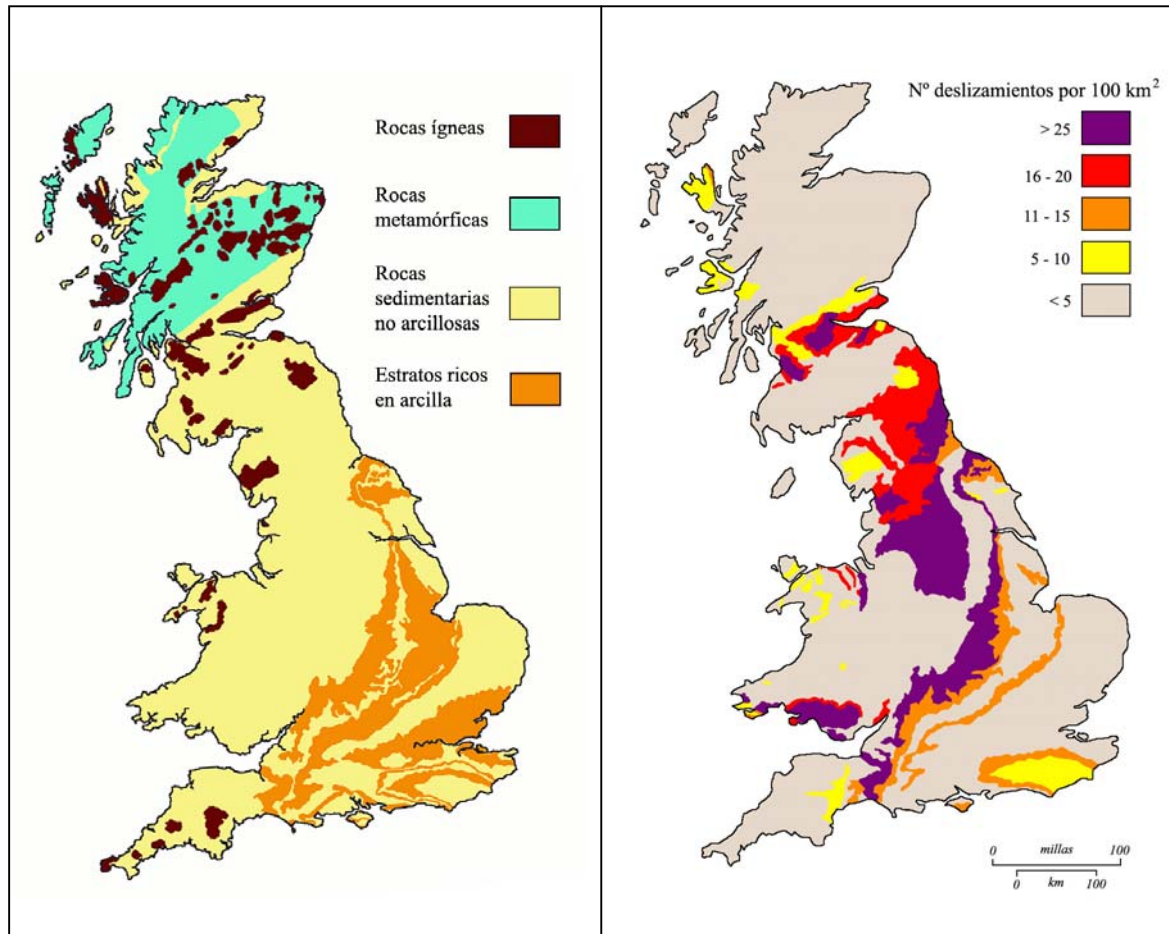 Rocas ígneas
Rocas
metamórficas
Rocas
sedimentarias
no arcillosas
Estratos ricos
en arcilla
Nº deslizamientos por 100 km²
> 25
16 - 20
11 - 15
5 - 10
< 5
0 millas 100
0 km 100